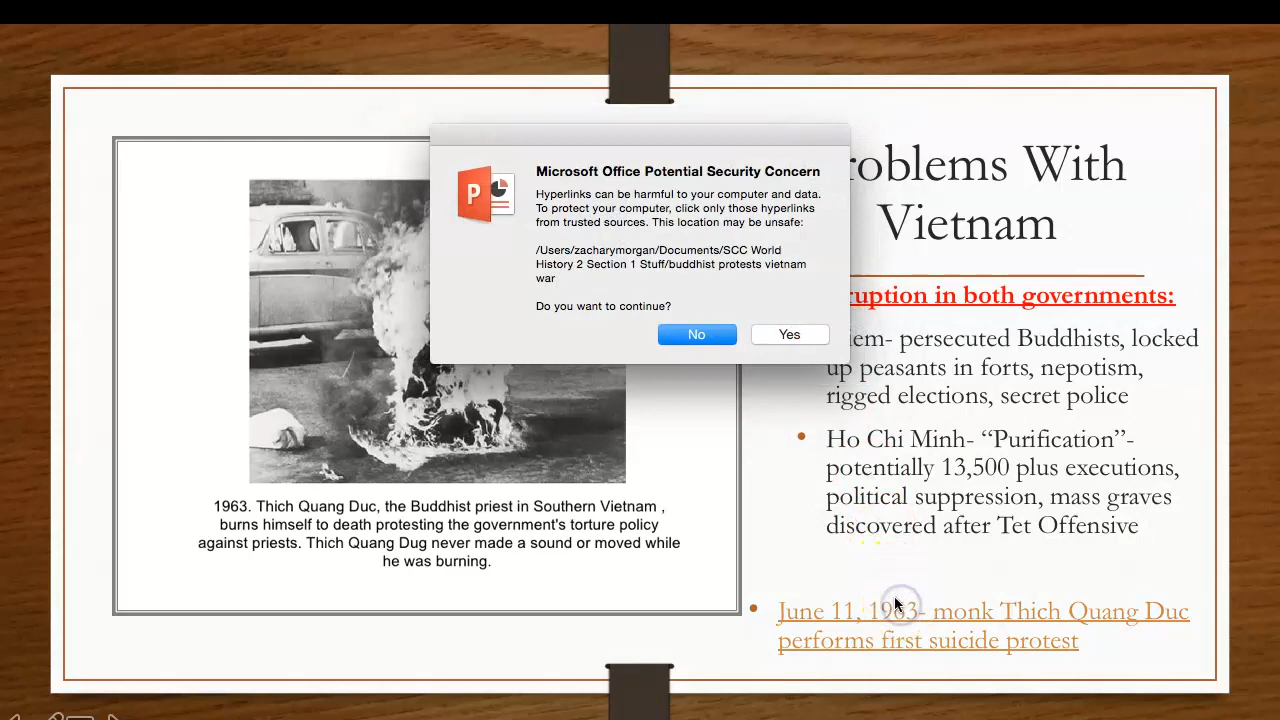 Problems With
Vietnam
Microsoft Office Potential Security Concern
Hyperlinks can be harmful to your computer and data.
To protect your computer, click only those hyperlinks
from trusted sources. This location may be unsafe:
/Users/zacharymorgan/Documents/SCC World
History 2 Section 1 Stuff/buddhist protests vietnam
war
Do you want to continue?
No
Yes
P
in both governments:
persecuted Buddhists, locked
up peasants in forts, nepotism,
rigged elections, secret police
• Ho Chi Minh- “Purification”-
potentially 13,500 plus executions,
political suppression, mass graves
discovered after Tet Offensive
• June 11, 1963- monk Thich Quang Duc
performs first suicide protest
1963. Thich Quang Duc, the Buddhist priest in Southern Vietnam ,
burns himself to death protesting the government's torture policy
against priests. Thich Quang Dug never made a sound or moved while
he was burning.